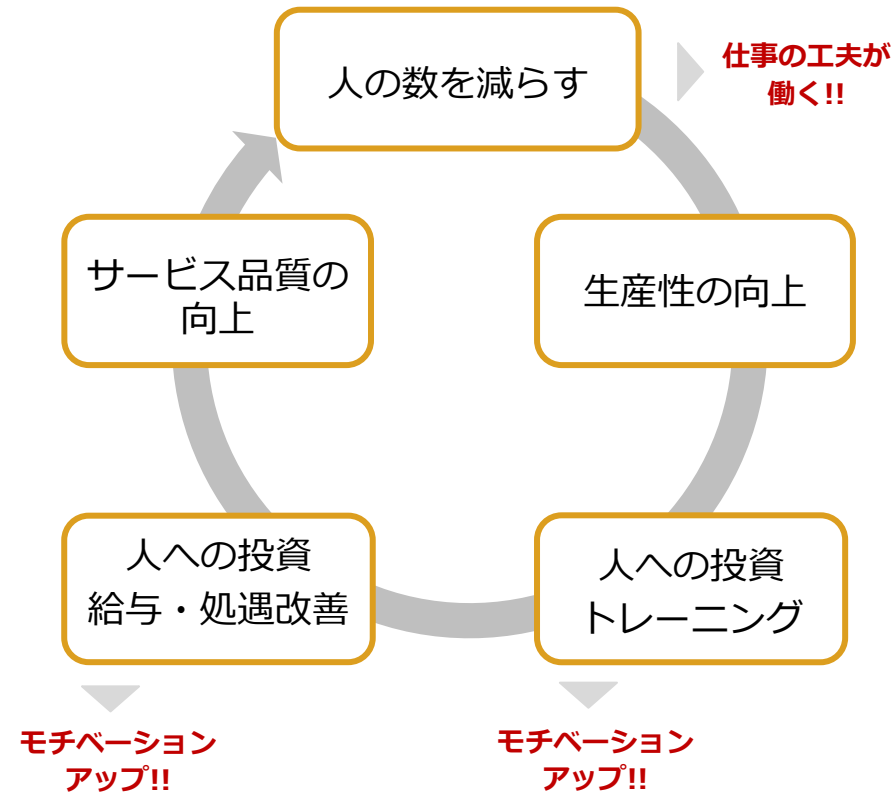 人の数を減らす
仕事の工夫が
働く!!
サービス品質の
向上
生産性の向上
人への投資
給与・処遇改善
人への投資
トレーニング
モチベーション
アップ!!
モチベーション
アップ!!